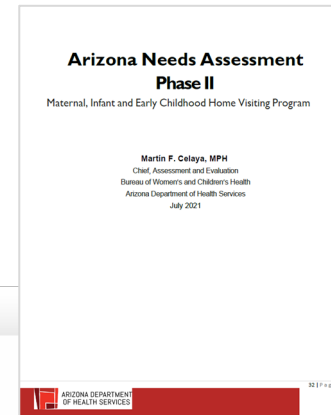 Arizona Needs Assessment
Phase II
Maternal, Infant and Early Childhood Home Visiting Program
Martin F. Celaya, MPH
Chief, Assessment and Evaluation
Bureau of Women's and Children's Health
Arizona Department of Health Services
July 2021
32 | Pag
ARIZONA DEPARTMENT
OF HEALTH SERVICES